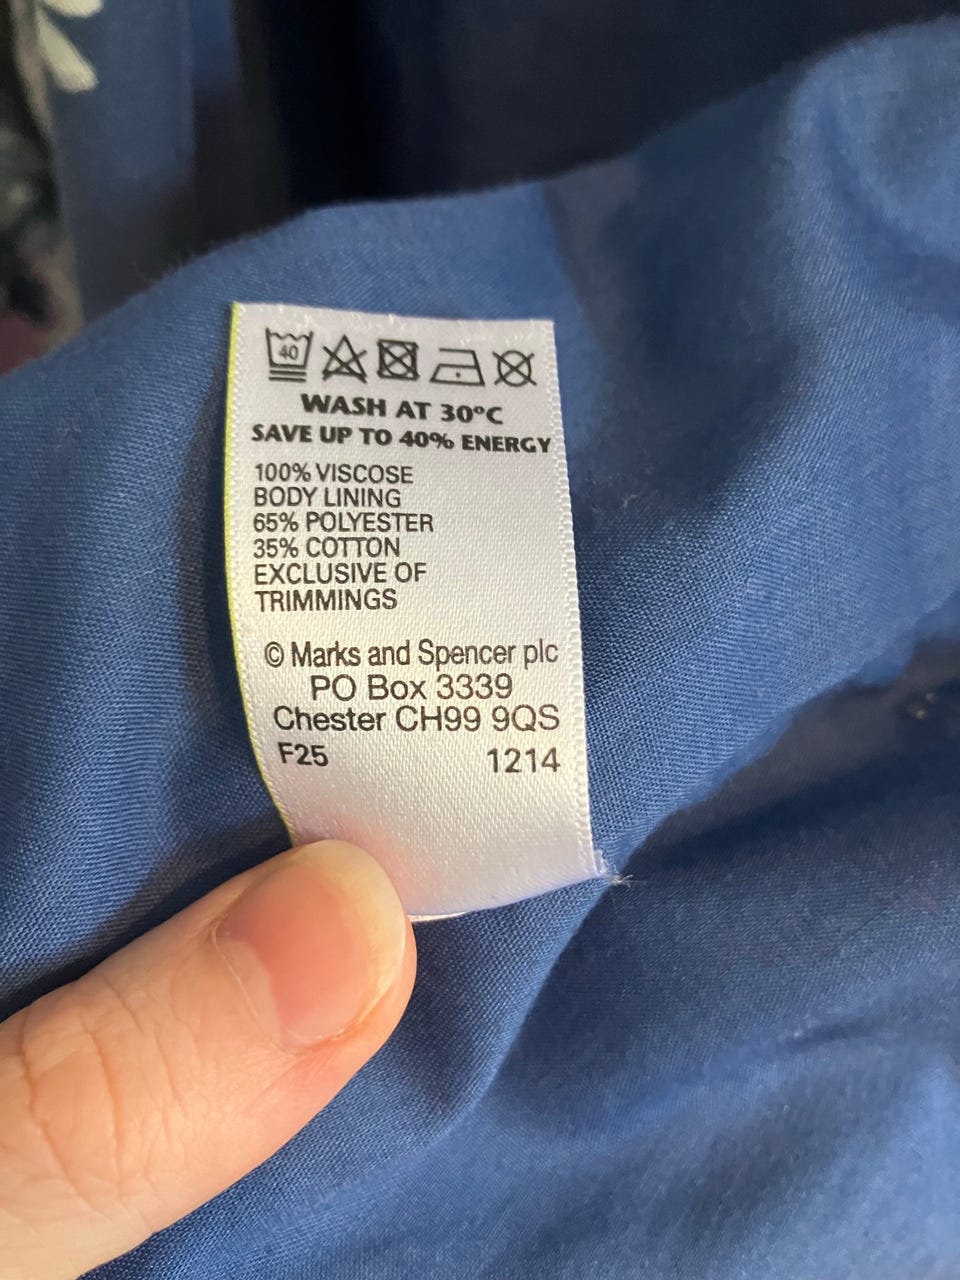 40
WASH AT 30°C
SAVE UP TO 40% ENERGY
100% VISCOSE
BODY LINING
65% POLYESTER
35% COTTON
EXCLUSIVE OF
TRIMMINGS
© Marks and Spencer plc
PO Box 3339
Chester CH99 9QS
F25 1214